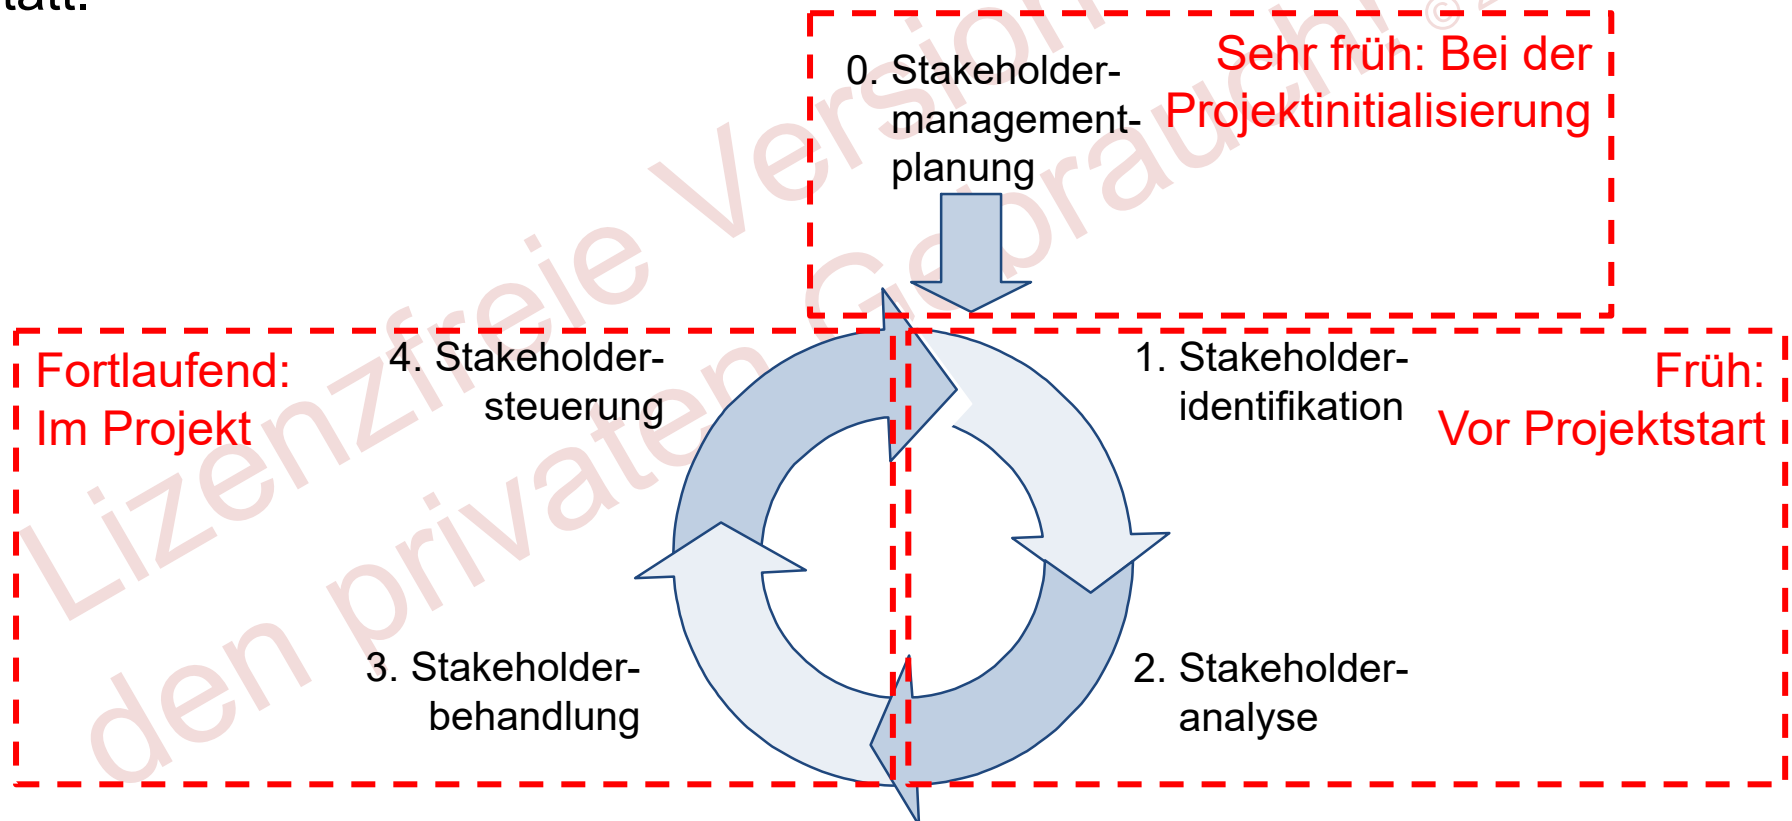 0. Stakeholder-
management-
planung
Sehr früh: Bei der
Projektinitialisierung
Fortlaufend:
Im Projekt
4. Stakeholder-
steuerung
1. Stakeholder-
identifikation
Früh:
Vor Projektstart
3. Stakeholder-
behandlung
2. Stakeholder-
analyse
Lizenzfreie Version
den privaten Gebrauch!
©